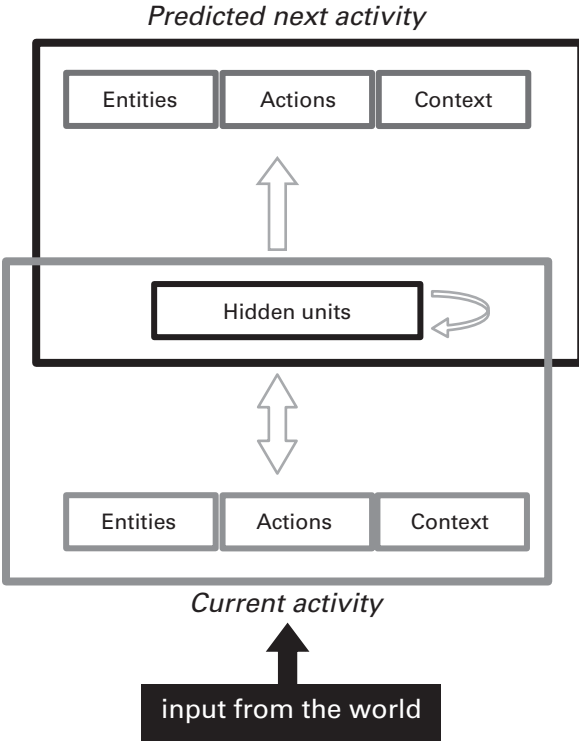 Predicted next activity
Entities Actions Context
Hidden units
Entities Actions Context
Current activity
input from the world